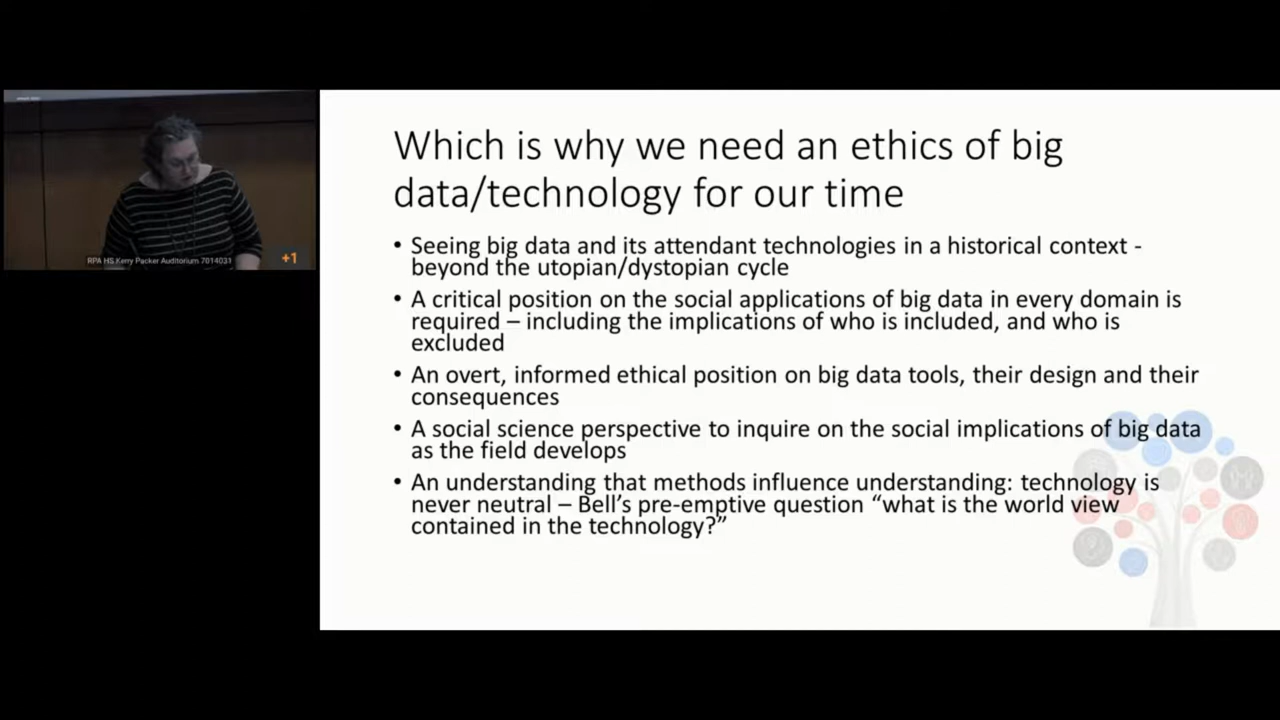 RPA HS Kerry Packer Auditorium 7014031
+1
Which is why we need an ethics of big
data/technology for our time
• Seeing big data and its attendant technologies in a historical context -
beyond the utopian/dystopian cycle
• A critical position on the social applications of big data in every domain is
required – including the implications of who is included, and who is
excluded
• An overt, informed ethical position on big data tools, their design and their
consequences
• A social science perspective to inquire on the social implications of big data
as the field develops
• An understanding that methods influence understanding: technology is
never neutral – Bell’s pre-emptive question “what is the world view
contained in the technology?”